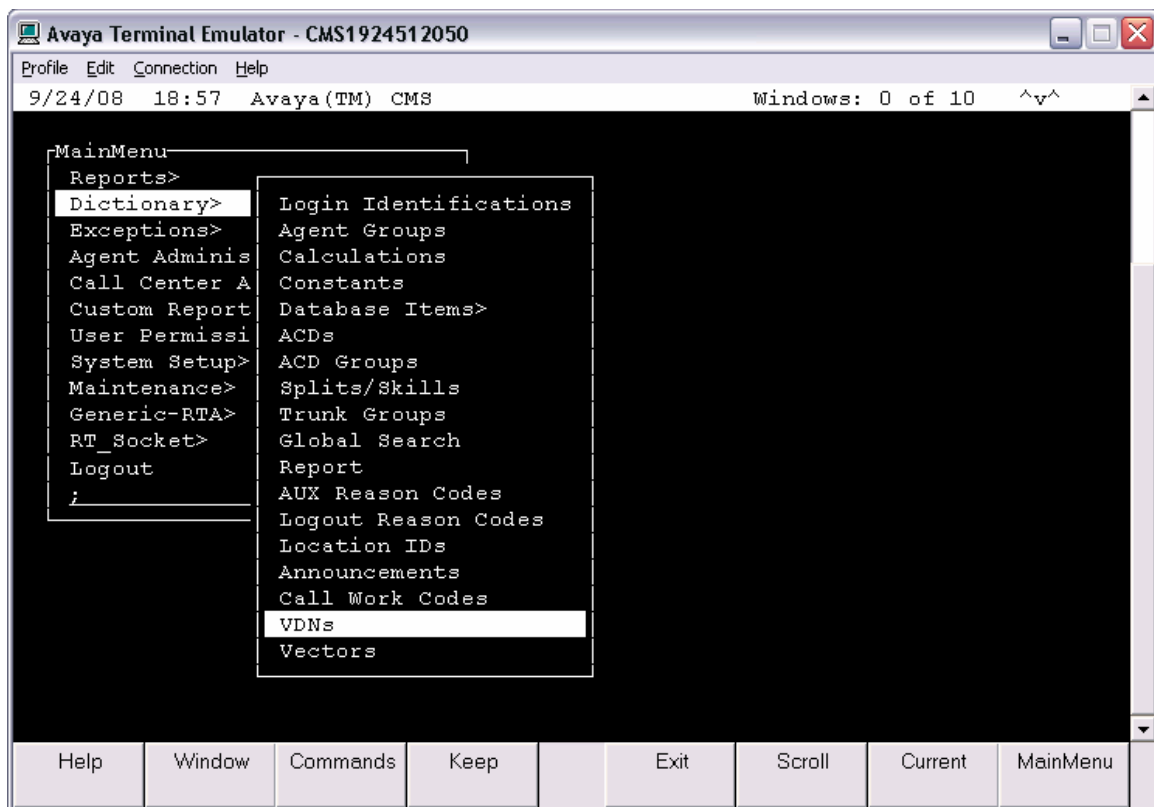 Avaya Terminal Emulator - CMS1924512050
Profile Edit Connection Help
9/24/08 18:57 Avaya(TM) CMS Windows: 0 of 10 ^v^
MainMenu
Reports>
Dictionary> Login Identifications
Exceptions> Agent Groups
Agent Adminis Calculations
Call Center A Constants
Custom Report Database Items>
User Permissi ACDs
System Setup> ACD Groups
Maintenance> Splits/Skills
Generic-RTA> Trunk Groups
RT_Socket> Global Search
Logout Report
; AUX Reason Codes
Logout Reason Codes
Location IDs
Announcements
Call Work Codes
VDNs
Vectors
Help Window Commands Keep Exit Scroll Current MainMenu